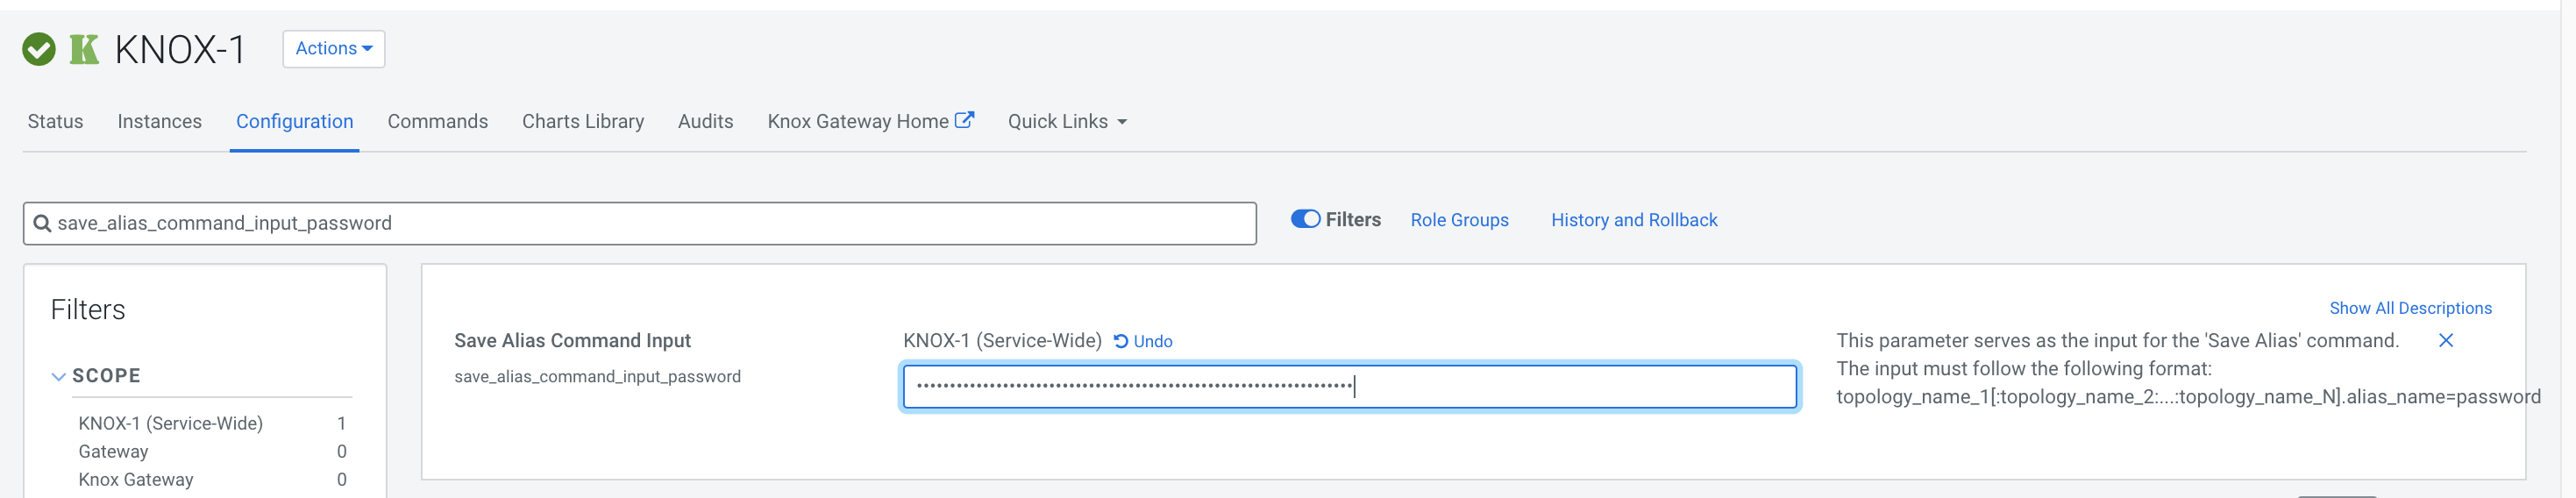 KNOX-1 Actions
Status Instances Configuration Commands Charts Library Audits Knox Gateway Home Quick Links
save_alias_command_input_password
Filters Role Groups History and Rollback
Filters
SCOPE
KNOX-1 (Service-Wide) 1
Gateway 0
Knox Gateway 0
Show All Descriptions
Save Alias Command Input
save_alias_command_input_password
KNOX-1 (Service-Wide) Undo
This parameter serves as the input for the 'Save Alias' command.
The input must follow the following format:
topology_name_1[:topology_name_2:...:topology_name_N].alias_name=password